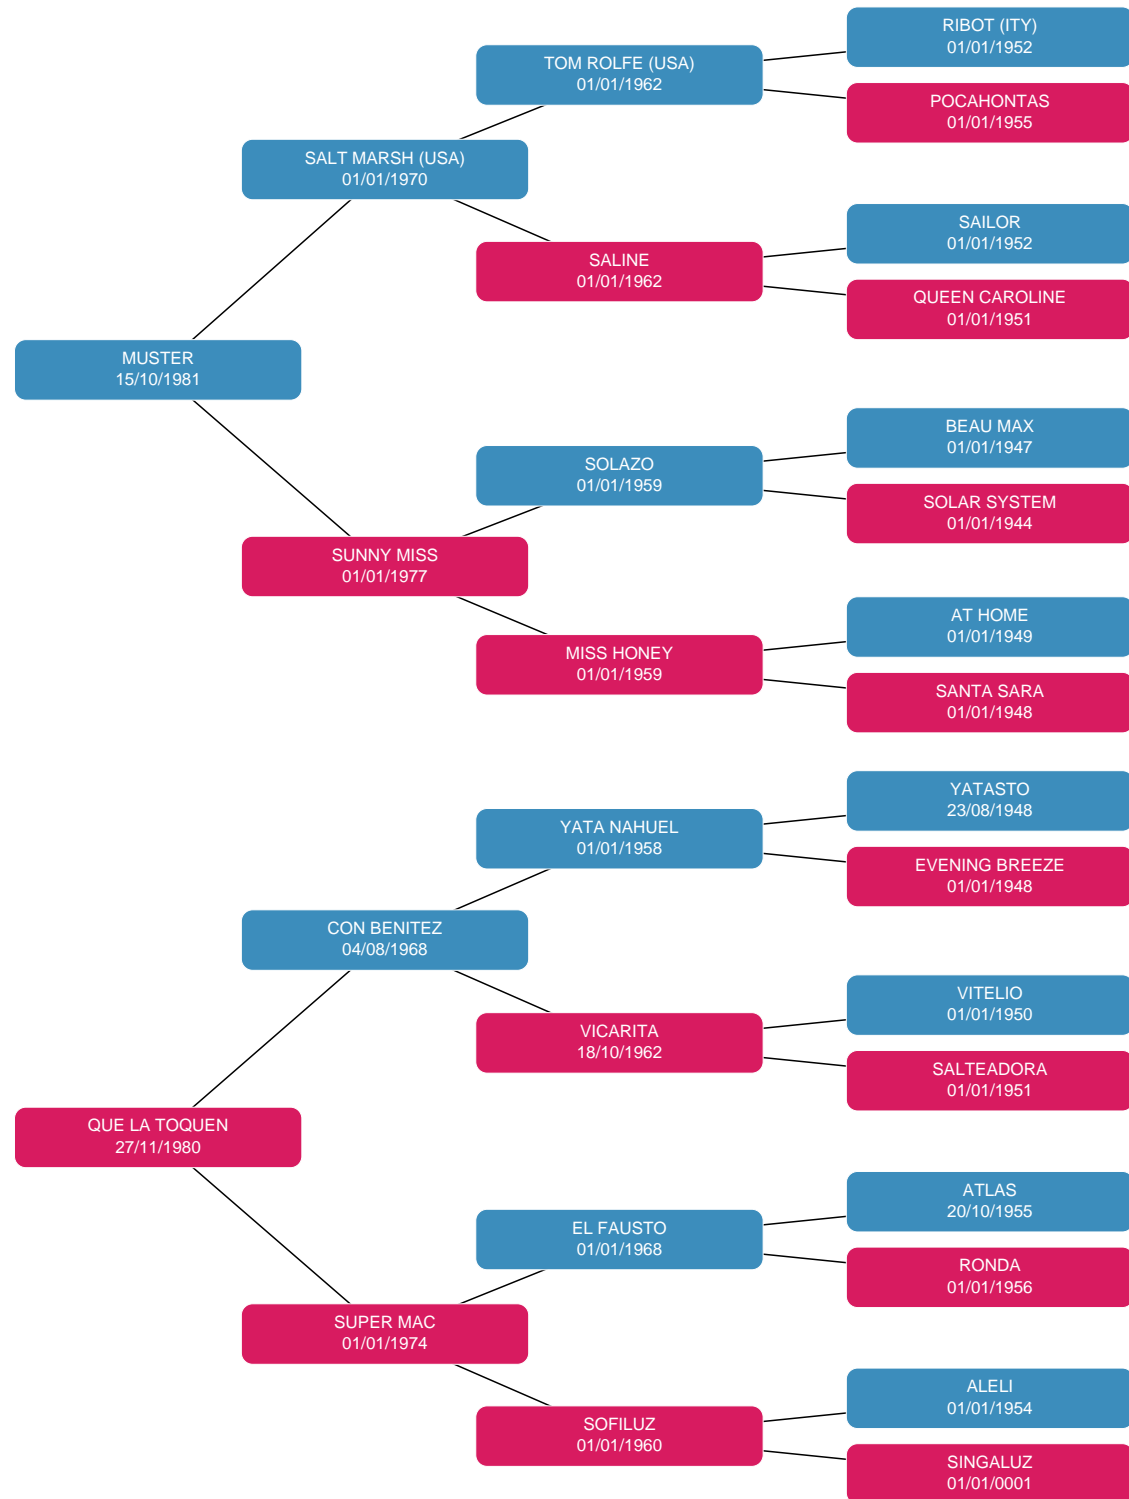 RIBOT (ITY)
01/01/1952
TOM ROLFE (USA)
01/01/1962
POCAHONTAS
01/01/1955
SALT MARSH (USA)
01/01/1970
SAILOR
01/01/1952
SALINE
01/01/1962
QUEEN CAROLINE
01/01/1951
MUSTER
15/10/1981
BEAU MAX
01/01/1947
SOLAZO
01/01/1959
SOLAR SYSTEM
01/01/1944
SUNNY MISS
01/01/1977
AT HOME
01/01/1949
MISS HONEY
01/01/1959
SANTA SARA
01/01/1948
YATASTO
23/08/1948
YATA NAHUEL
01/01/1958
EVENING BREEZE
01/01/1948
CON BENITEZ
04/08/1968
VITELIO
01/01/1950
VICARITA
18/10/1962
SALTEADORA
01/01/1951
QUE LA TOQUEN
27/11/1980
ATLAS
20/10/1955
EL FAUSTO
01/01/1968
RONDA
01/01/1956
SUPER MAC
01/01/1974
ALELI
01/01/1954
SOFILUZ
01/01/1960
SINGALUZ
01/01/0001